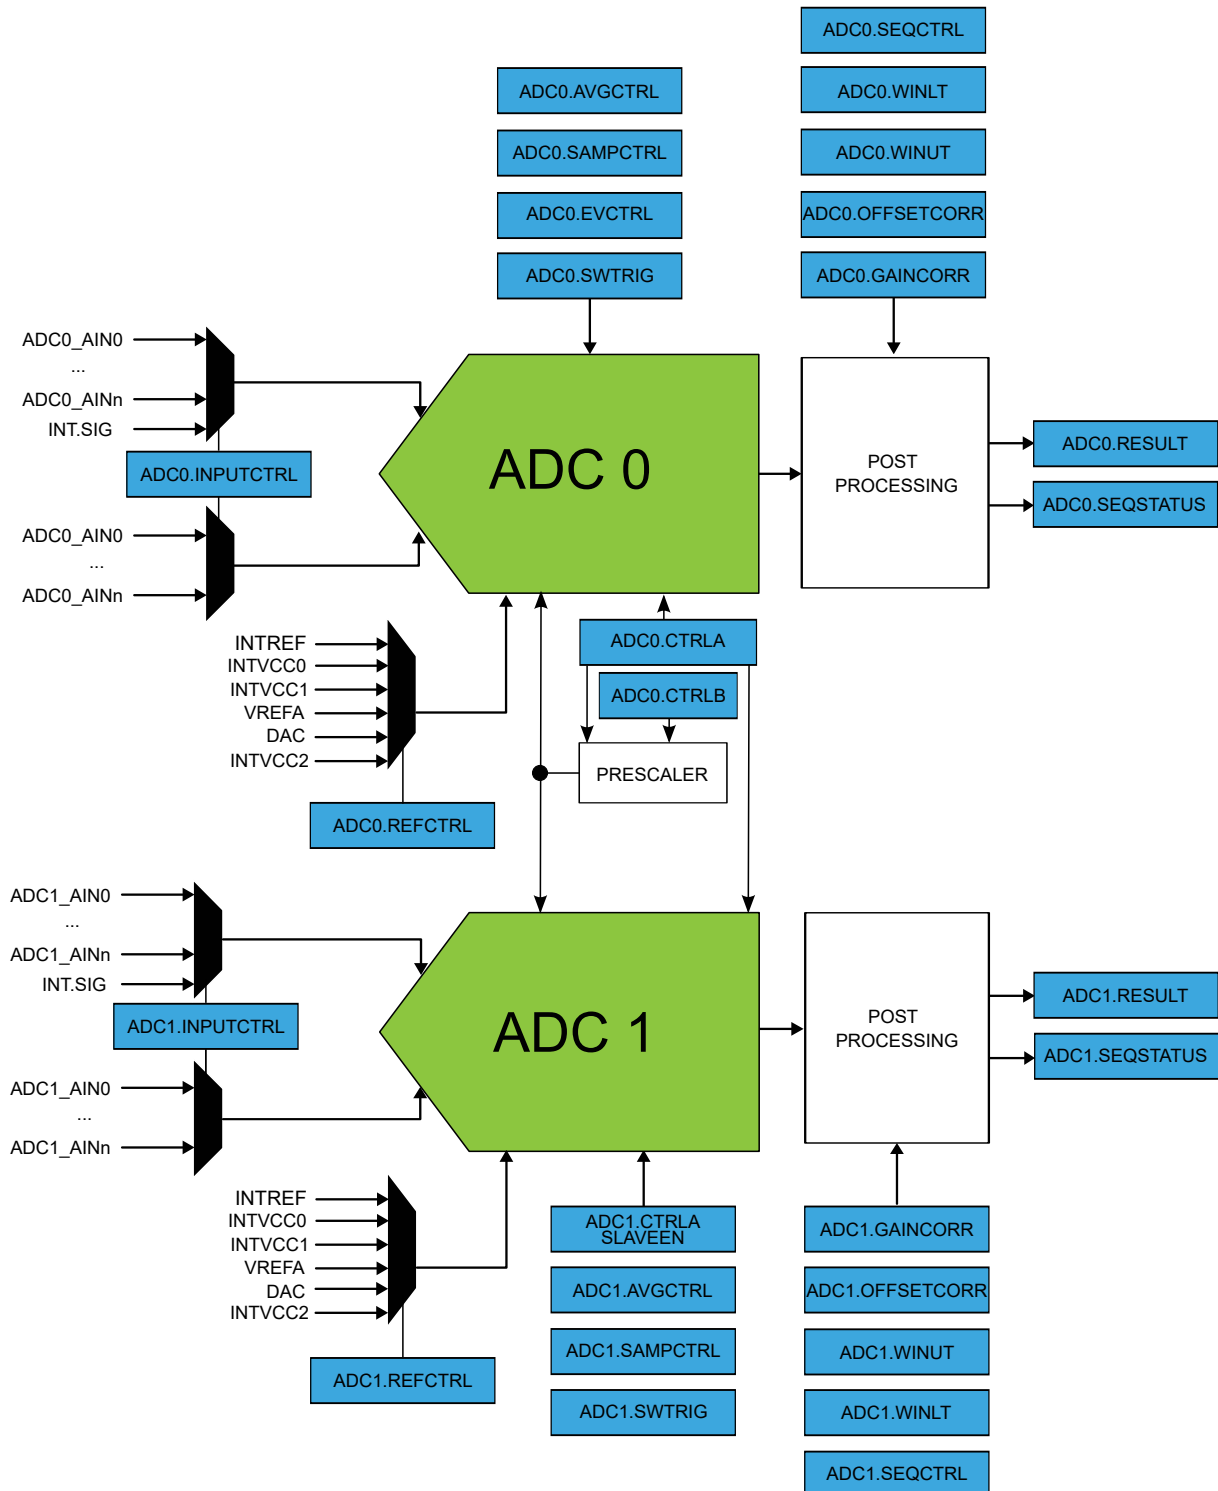 ADC0.SEQCTRL
ADC0.AVGCTRL
ADC0.WINLT
ADC0.SAMPCTRL
ADC0.WINUT
ADC0.EVCTRL
ADC0.OFFSETCORR
ADC0.SWTRIG
ADC0.GAINCORR
ADC0_AIN0
...
ADC0_AINn
INT.SIG
ADC0.INPUTCTRL
ADC0_AIN0
...
ADC0_AINn
ADC 0
POST
PROCESSING
ADC0.RESULT
ADC0.SEQSTATUS
INTREF
INTVCC0
INTVCC1
VREFA
DAC
INTVCC2
ADC0.REFCTRL
ADC0.CTRLA
ADC0.CTRLB
PRESCALER
ADC1_AIN0
...
ADC1_AINn
INT.SIG
ADC1.INPUTCTRL
ADC1_AIN0
...
ADC1_AINn
ADC 1
POST
PROCESSING
ADC1.RESULT
ADC1.SEQSTATUS
INTREF
INTVCC0
INTVCC1
VREFA
DAC
INTVCC2
ADC1.REFCTRL
ADC1.CTRLA
SLAVEEN
ADC1.AVGCTRL
ADC1.SAMPCTRL
ADC1.SWTRIG
ADC1.GAINCORR
ADC1.OFFSETCORR
ADC1.WINUT
ADC1.WINLT
ADC1.SEQCTRL